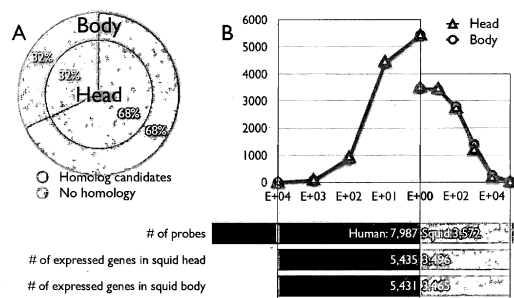 A
Body
32%
32%
Head
68%
68%
Homolog candidates
No homology
B
6000
5000
4000
3000
2000
1000
0
Head
Body
E+04 E+03 E+02 E+01 E+00 E+02 E+04
# of probes Human: 7,987 Squid: 3,572
# of expressed genes in squid head 5,435
# of expressed genes in squid body 5,431